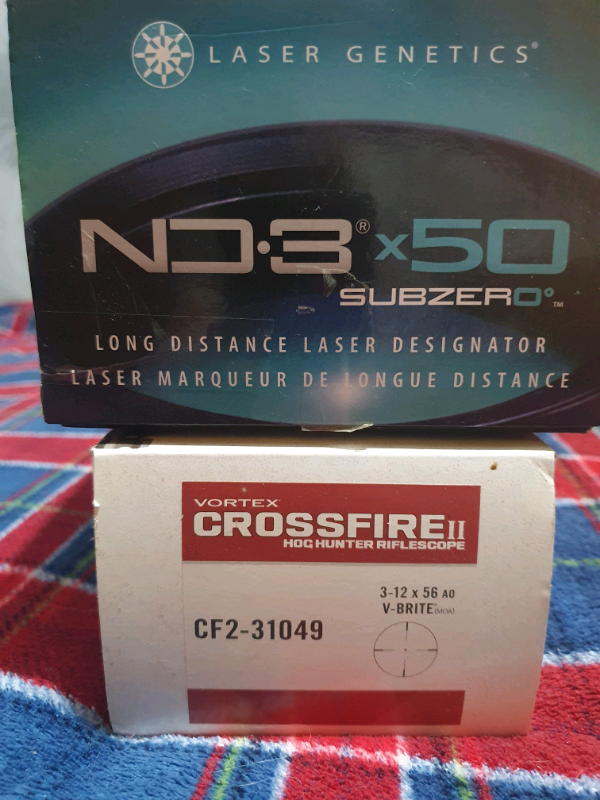 LASER GENETICS®
ND·3® x50
SUBZERO°™
LONG DISTANCE LASER DESIGNATOR
LASER MARQUEUR DE LONGUE DISTANCE
VORTEX
CROSSFIRE II
HOG HUNTER RIFLESCOPE
3-12 x 56 AO
V-BRITE® (MOA)
CF2-31049